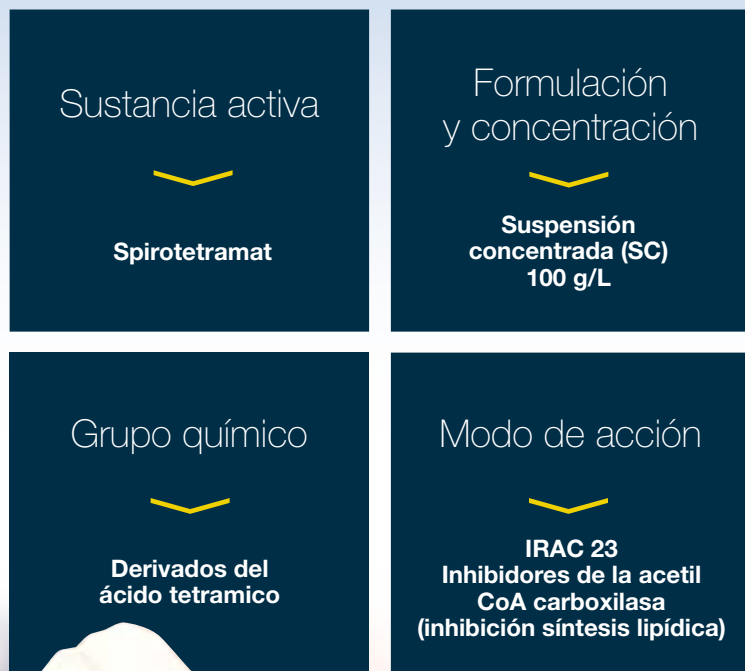 Sustancia activa
Spirotetramat
Formulación
y concentración
Suspensión
concentrada (SC)
100 g/L
Grupo químico
Derivados del
ácido tetramico
Modo de acción
IRAC 23
Inhibidores de la acetil
CoA carboxilasa
(inhibición síntesis lipídica)